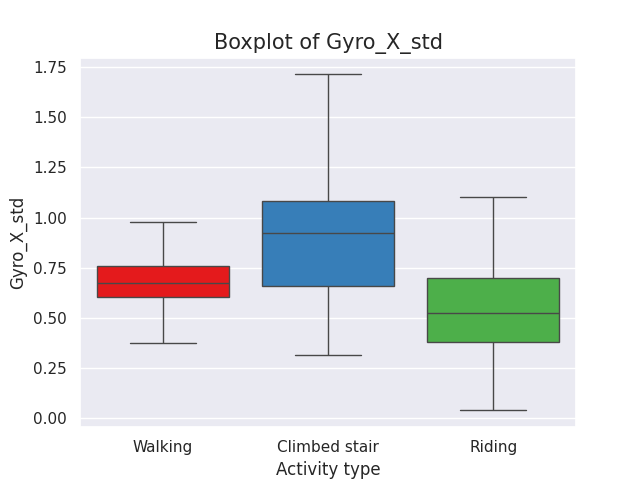 Boxplot of Gyro_X_std
1.75
1.50
1.25
1.00
0.75
0.50
0.25
0.00
Gyro_X_std
Walking Climbed stair Riding
Activity type